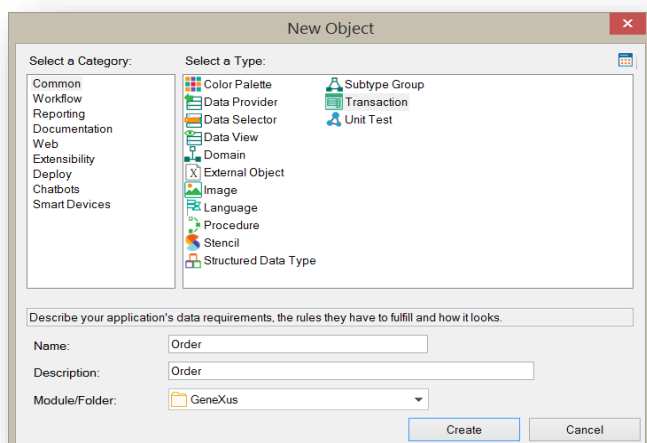 New Object
Select a Category:
Select a Type:
Common
Workflow
Reporting
Documentation
Web
Extensibility
Deploy
Chatbots
Smart Devices
Color Palette
Data Provider
Data Selector
Data View
Domain
External Object
Image
Language
Procedure
Stencil
Structured Data Type
Subtype Group
Transaction
Unit Test
Describe your application's data requirements, the rules they have to fulfill and how it looks.
Name: Order
Description: Order
Module/Folder: GeneXus
Create Cancel